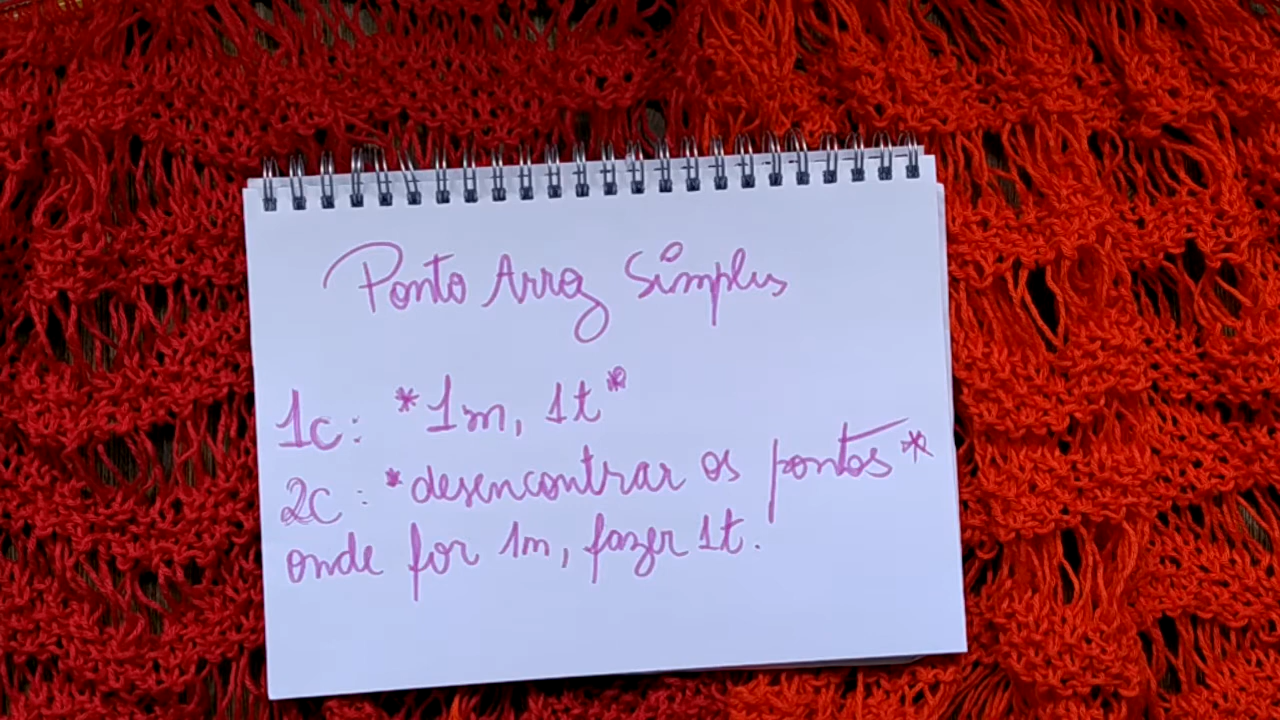 Ponto Arroz Simples
1c: *1m, 1t*
2c: *desencontrar os pontos*
onde for 1m, fazer 1t.